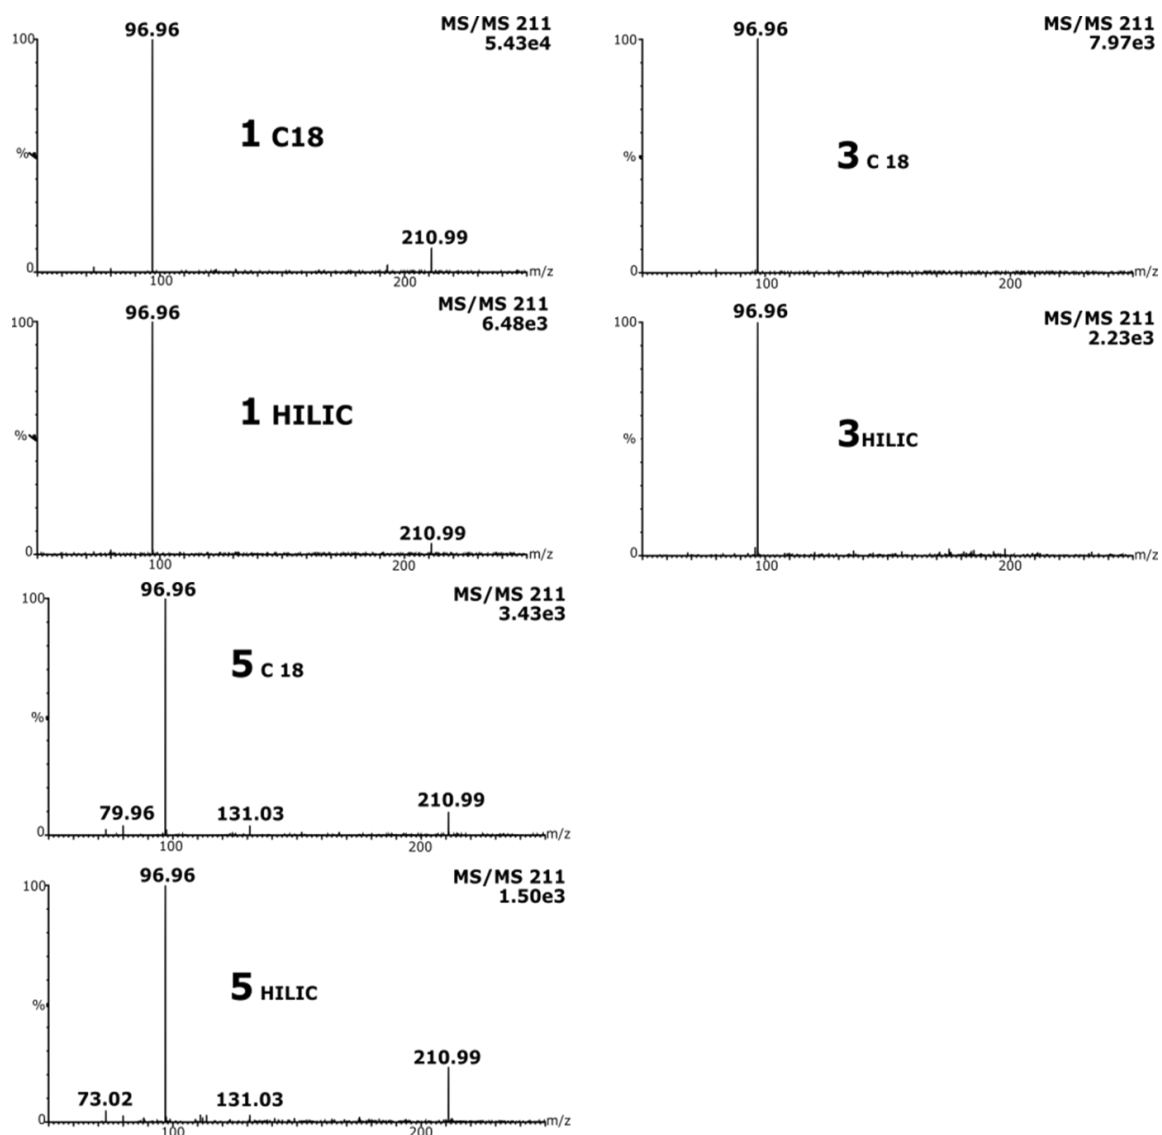 MS/MS 211
5.43e4
100
96.96
%
1 C18
210.99
0
100
200
m/z
MS/MS 211
7.97e3
100
96.96
%
3 C 18
0
100
200
m/z
MS/MS 211
6.48e3
100
96.96
%
1 HILIC
210.99
0
100
200
m/z
MS/MS 211
2.23e3
100
96.96
%
3 HILIC
0
100
200
m/z
MS/MS 211
3.43e3
100
96.96
%
5 C 18
79.96
131.03
210.99
0
100
200
m/z
MS/MS 211
1.50e3
100
96.96
%
5 HILIC
73.02
131.03
210.99
0
100
200
m/z